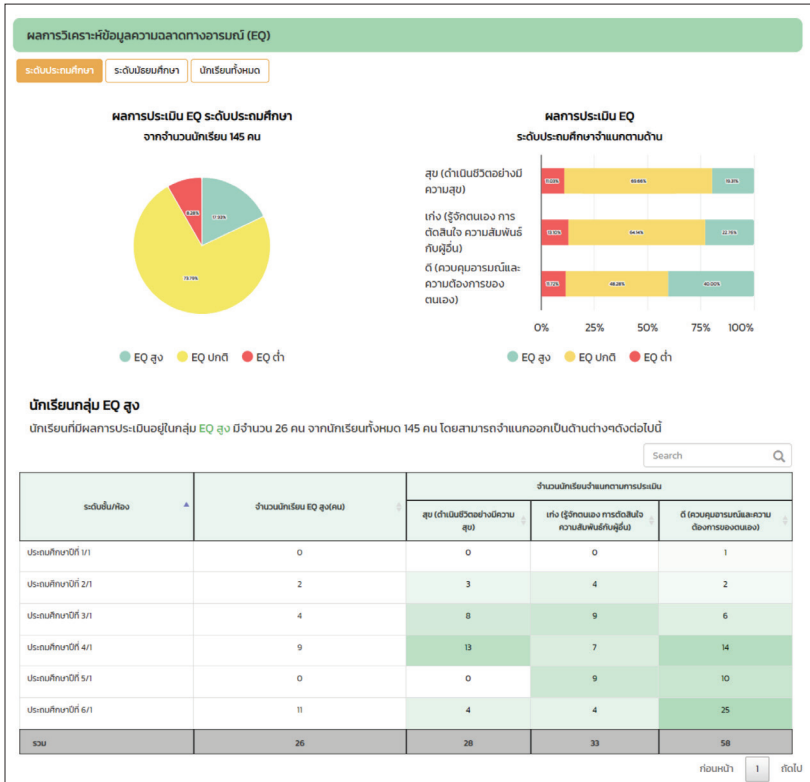 ผลการวิเคราะห์ข้อมูลความฉลาดทางอารมณ์ (EQ)
ระดับประถมศึกษา ระดับมัธยมศึกษา นักเรียนทั้งหมด
ผลการประเมิน EQ ระดับประถมศึกษา
จากจำนวนนักเรียน 145 คน
8.28% 17.93%
73.79%
EQ สูง EQ ปกติ EQ ต่ำ
ผลการประเมิน EQ
ระดับประถมศึกษาจำแนกตามด้าน
สุข (ดำเนินชีวิตอย่างมี
ความสุข)
11.03% 69.66% 19.31%
เก่ง (รู้จักตนเอง การ
ตัดสินใจ ความสัมพันธ์
กับผู้อื่น)
13.10% 64.14% 22.76%
ดี (ควบคุมอารมณ์และ
ความต้องการของ
ตนเอง)
11.72% 48.28% 40.00%
0% 25% 50% 75% 100%
EQ สูง EQ ปกติ EQ ต่ำ
นักเรียนกลุ่ม EQ สูง
นักเรียนที่มีผลการประเมินอยู่ในกลุ่ม EQ สูง มีจำนวน 26 คน จากนักเรียนทั้งหมด 145 คน โดยสามารถจำแนกออกเป็นด้านต่างๆดังต่อไปนี้
Search
ระดับชั้น/ห้อง จำนวนนักเรียน EQ สูง(คน) จำนวนนักเรียนจำแนกตามการประเมิน
สุข (ดำเนินชีวิตอย่างมีความ
สุข)
เก่ง (รู้จักตนเอง การตัดสินใจ
ความสัมพันธ์กับผู้อื่น)
ดี (ควบคุมอารมณ์และความ
ต้องการของตนเอง)
ประถมศึกษาปีที่ 1/1 0 0 0 1
ประถมศึกษาปีที่ 2/1 2 3 4 2
ประถมศึกษาปีที่ 3/1 4 8 9 6
ประถมศึกษาปีที่ 4/1 9 13 7 14
ประถมศึกษาปีที่ 5/1 0 0 9 10
ประถมศึกษาปีที่ 6/1 11 4 4 25
รวม 26 28 33 58
ก่อนหน้า 1 ถัดไป